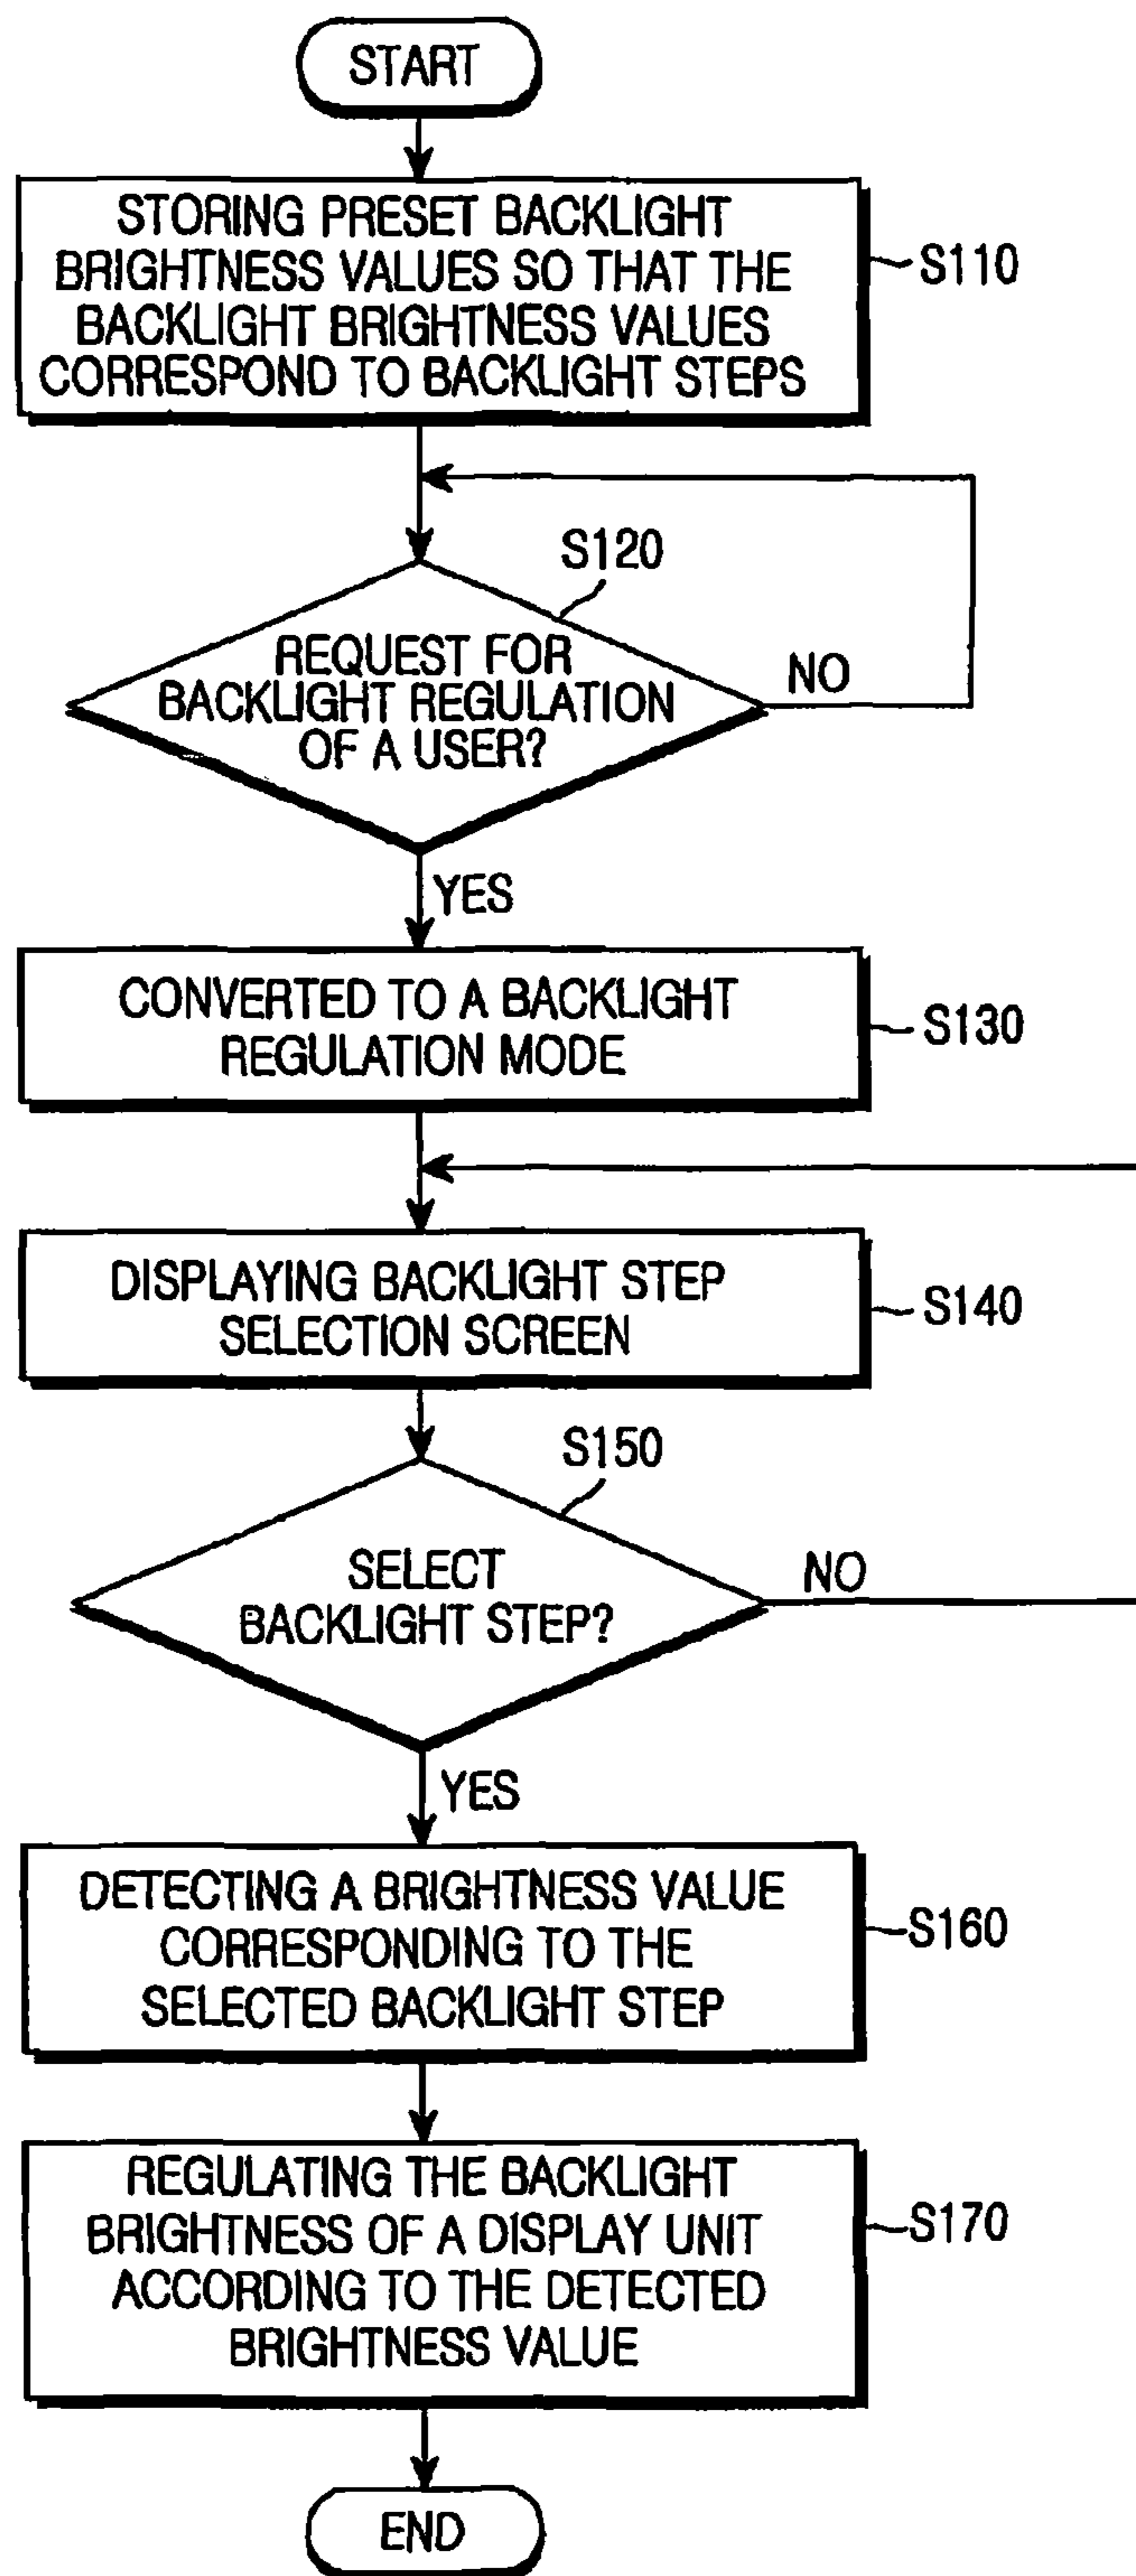 START
STORING PRESET BACKLIGHT
BRIGHTNESS VALUES SO THAT THE
BACKLIGHT BRIGHTNESS VALUES
CORRESPOND TO BACKLIGHT STEPS
S110
S120
REQUEST FOR
BACKLIGHT REGULATION
OF A USER?
NO
YES
CONVERTED TO A BACKLIGHT
REGULATION MODE
S130
DISPLAYING BACKLIGHT STEP
SELECTION SCREEN
S140
S150
SELECT
BACKLIGHT STEP?
NO
YES
DETECTING A BRIGHTNESS VALUE
CORRESPONDING TO THE
SELECTED BACKLIGHT STEP
S160
REGULATING THE BACKLIGHT
BRIGHTNESS OF A DISPLAY UNIT
ACCORDING TO THE DETECTED
BRIGHTNESS VALUE
S170
END